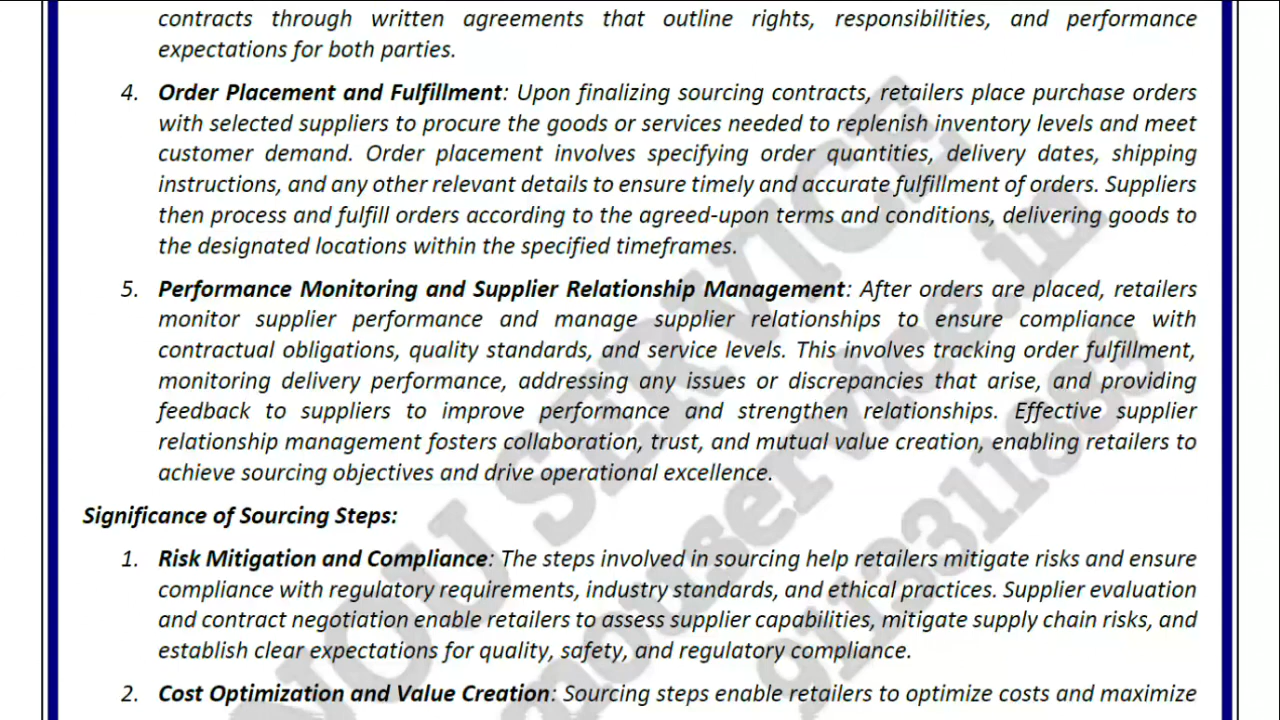 contracts through written agreements that outline rights, responsibilities, and performance
expectations for both parties.
4. Order Placement and Fulfillment: Upon finalizing sourcing contracts, retailers place purchase orders
with selected suppliers to procure the goods or services needed to replenish inventory levels and meet
customer demand. Order placement involves specifying order quantities, delivery dates, shipping
instructions, and any other relevant details to ensure timely and accurate fulfillment of orders. Suppliers
then process and fulfill orders according to the agreed-upon terms and conditions, delivering goods to
the designated locations within the specified timeframes.
5. Performance Monitoring and Supplier Relationship Management: After orders are placed, retailers
monitor supplier performance and manage supplier relationships to ensure compliance with
contractual obligations, quality standards, and service levels. This involves tracking order fulfillment,
monitoring delivery performance, addressing any issues or discrepancies that arise, and providing
feedback to suppliers to improve performance and strengthen relationships. Effective supplier
relationship management fosters collaboration, trust, and mutual value creation, enabling retailers to
achieve sourcing objectives and drive operational excellence.
Significance of Sourcing Steps:
1. Risk Mitigation and Compliance: The steps involved in sourcing help retailers mitigate risks and ensure
compliance with regulatory requirements, industry standards, and ethical practices. Supplier evaluation
and contract negotiation enable retailers to assess supplier capabilities, mitigate supply chain risks, and
establish clear expectations for quality, safety, and regulatory compliance.
2. Cost Optimization and Value Creation: Sourcing steps enable retailers to optimize costs and maximize
NOU SERVICE
nouservice.in